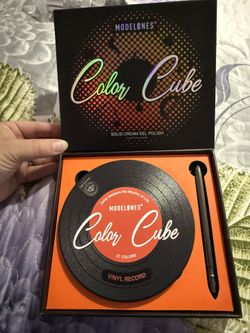 MODELONES
Color Cube
SOLID CREAM GEL POLISH
MODELONES
Color Cube
21 COLORS
VINYL RECORD